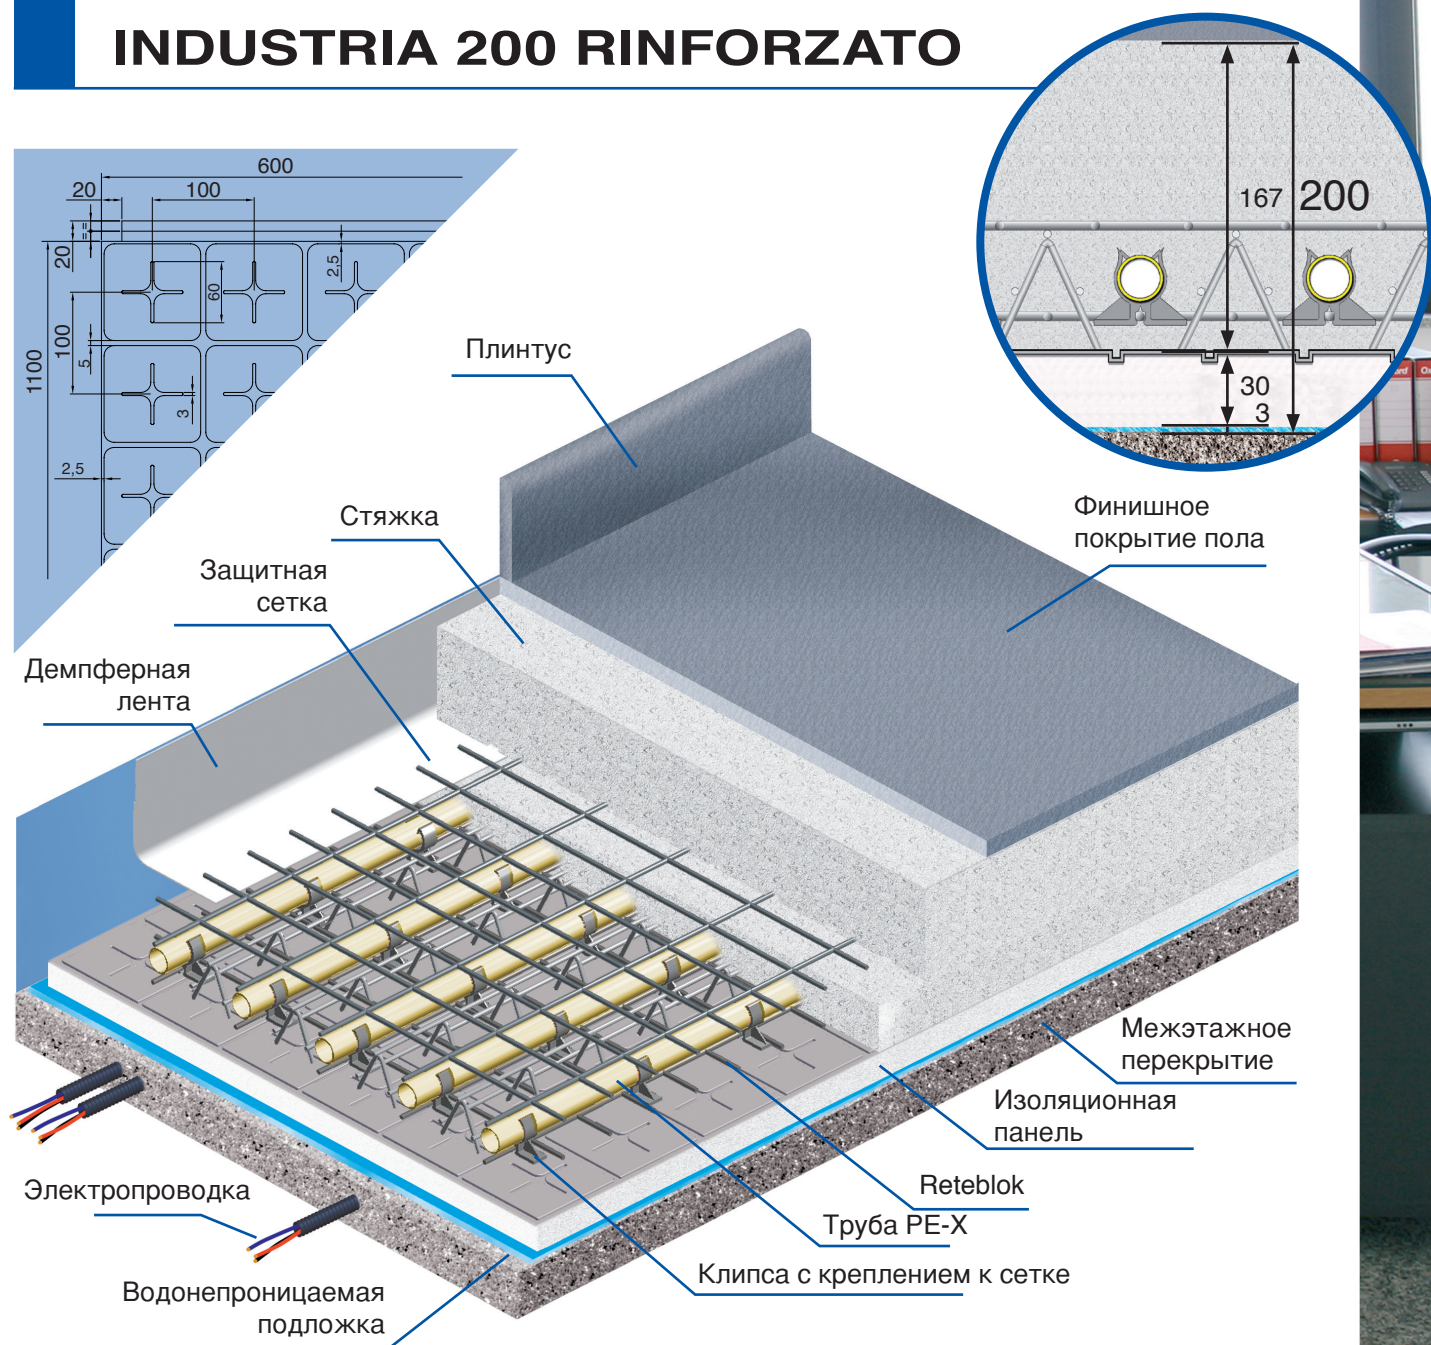 INDUSTRIA 200 RINFORZATO
600
20
100
=
=
20
2,5
60
1100
100
5
3
2,5
167
200
30
3
Плинтус
Стяжка
Финишное
покрытие пола
Защитная
сетка
Демпферная
лента
Межэтажное
перекрытие
Изоляционная
панель
Reteblok
Труба PE-X
Электропроводка
Клипса с креплением к сетке
Водонепроницаемая
подложка